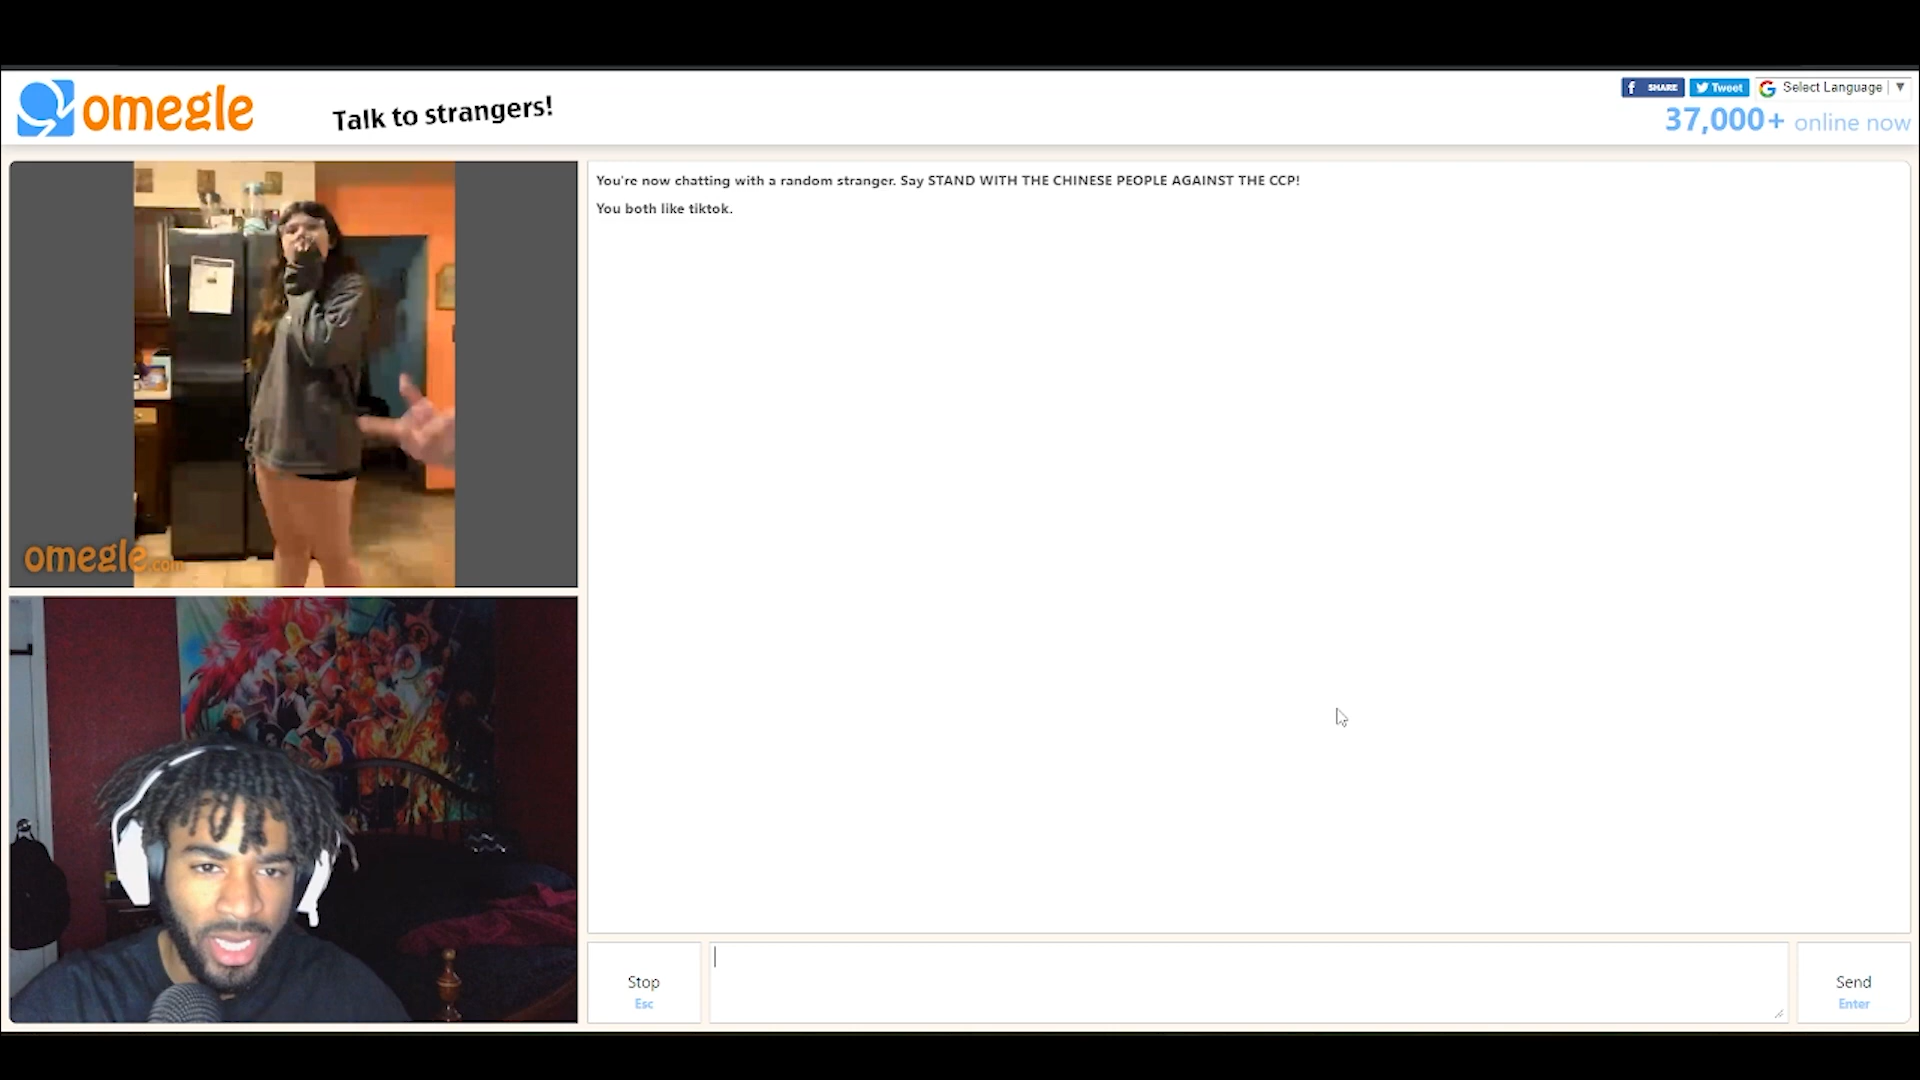 omegle
Talk to strangers!
f SHARE
Tweet
G Select Language ▼
37,000+ online now
You're now chatting with a random stranger. Say STAND WITH THE CHINESE PEOPLE AGAINST THE CCP!
You both like tiktok.
omegle.com
Stop
Esc
Send
Enter